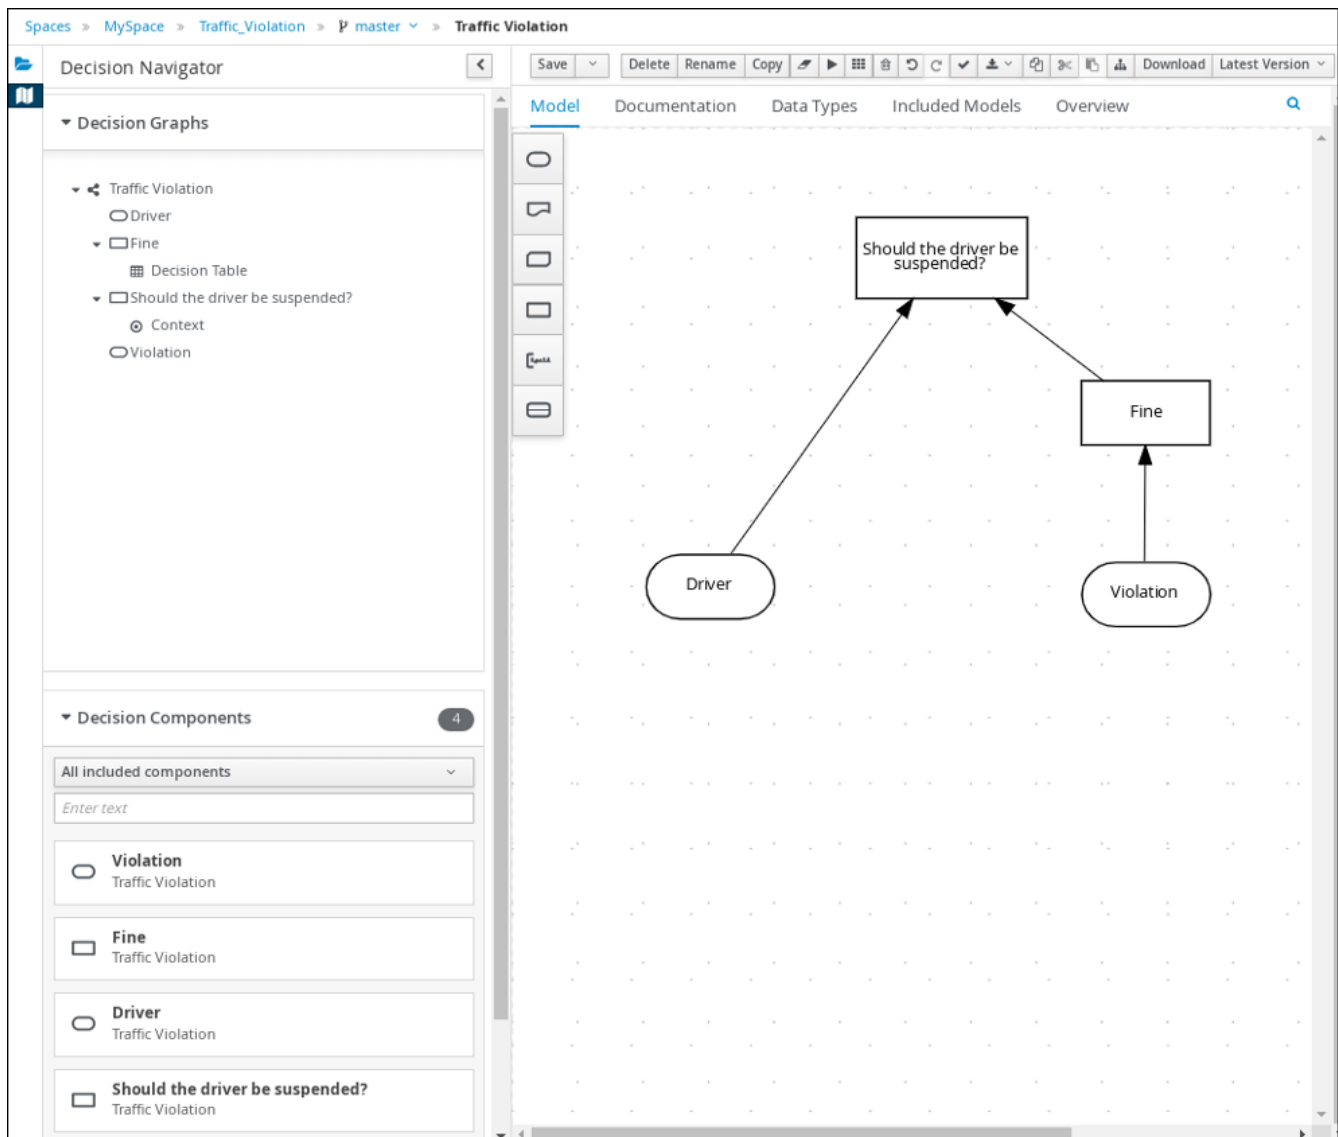 Spaces » MySpace » Traffic_Violation » master » Traffic Violation
Decision Navigator
Save Delete Rename Copy Download Latest Version
Model Documentation Data Types Included Models Overview
Decision Graphs
Traffic Violation
Driver
Fine
Decision Table
Should the driver be suspended?
Context
Violation
Should the driver be
suspended?
Fine
Driver
Violation
Decision Components 4
All included components
Enter text
Violation
Traffic Violation
Fine
Traffic Violation
Driver
Traffic Violation
Should the driver be suspended?
Traffic Violation